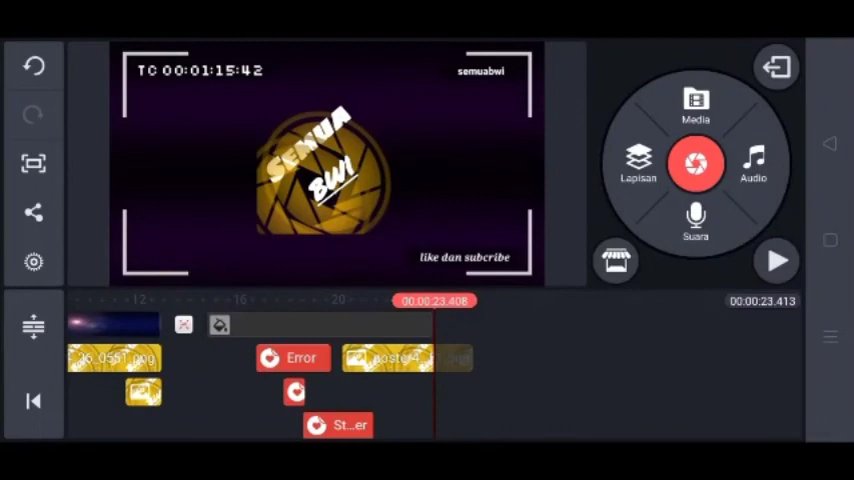 TC 00:01:15:42
semuabwi
SEMUA
BWI
like dan subcribe
Media
Lapisan
Audio
Suara
12
16
20
00:00:23.408
00:00:23.413
Error
St...er